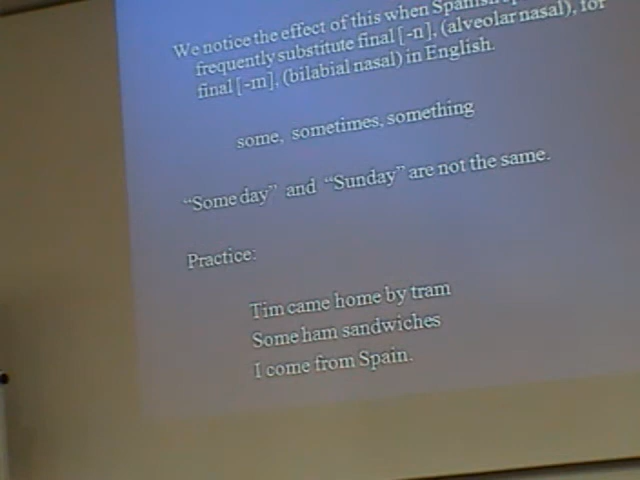 We notice the effect of this when Spanish
frequently substitute final [-n], (alveolar nasal), for
final [-m], (bilabial nasal) in English.
some, sometimes, something
“Some day” and “Sunday” are not the same.
Practice:
Tim came home by tram
Some ham sandwiches
I come from Spain.